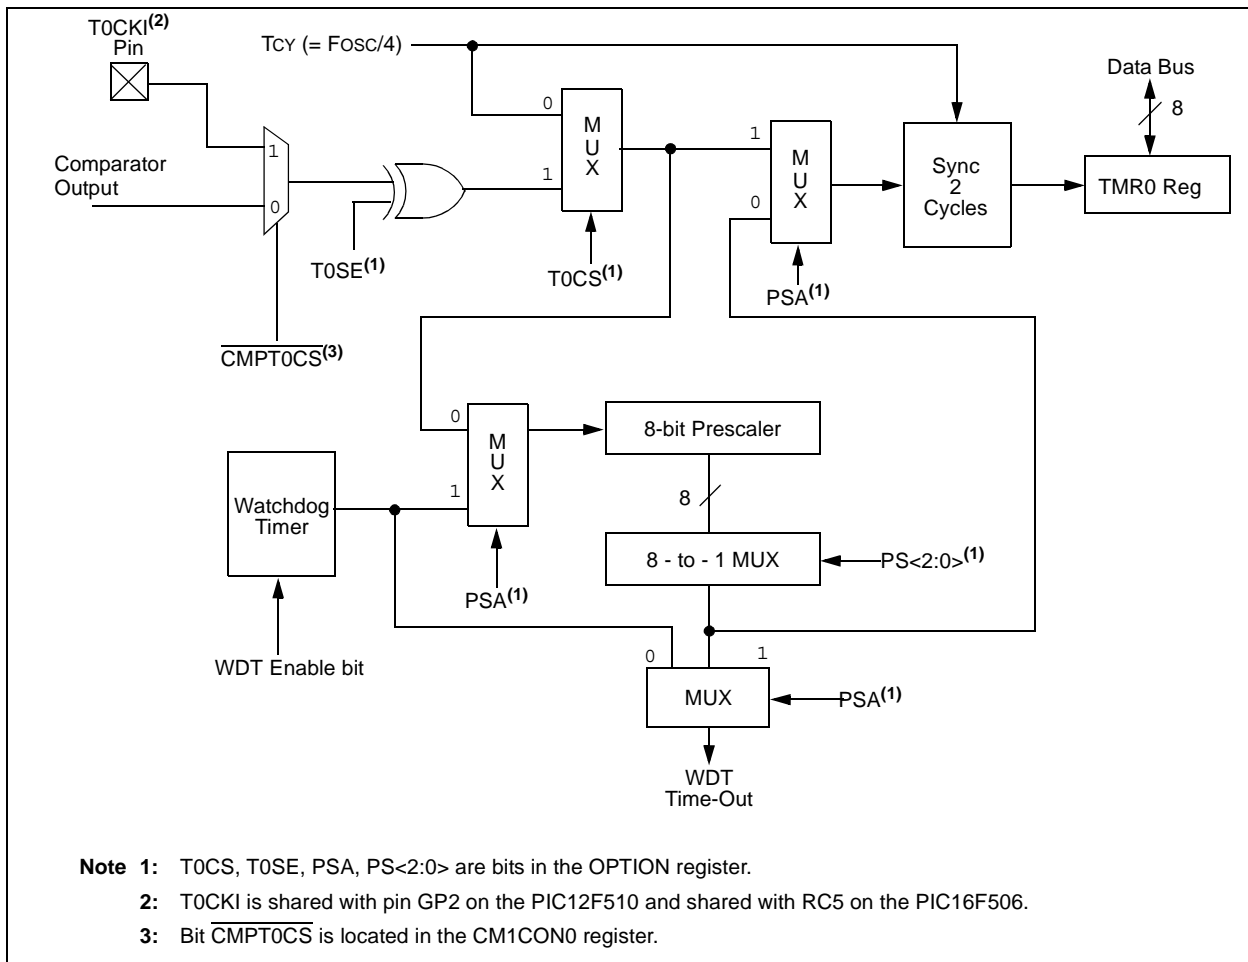 T0CKI(2)
Pin
TCY (= FOSC/4)
Data Bus
8
0
M
U
X
1
1
M
U
X
0
Sync
2
Cycles
TMR0 Reg
1
0
Comparator
Output
T0SE(1)
T0CS(1)
PSA(1)
CMPT0CS(3)
0
M
U
X
1
8-bit Prescaler
8
Watchdog
Timer
8 - to - 1 MUX
PS<2:0>(1)
PSA(1)
WDT Enable bit
0
1
MUX
PSA(1)
WDT
Time-Out
Note 1: T0CS, T0SE, PSA, PS<2:0> are bits in the OPTION register.
2: T0CKI is shared with pin GP2 on the PIC12F510 and shared with RC5 on the PIC16F506.
3: Bit CMPT0CS is located in the CM1CON0 register.